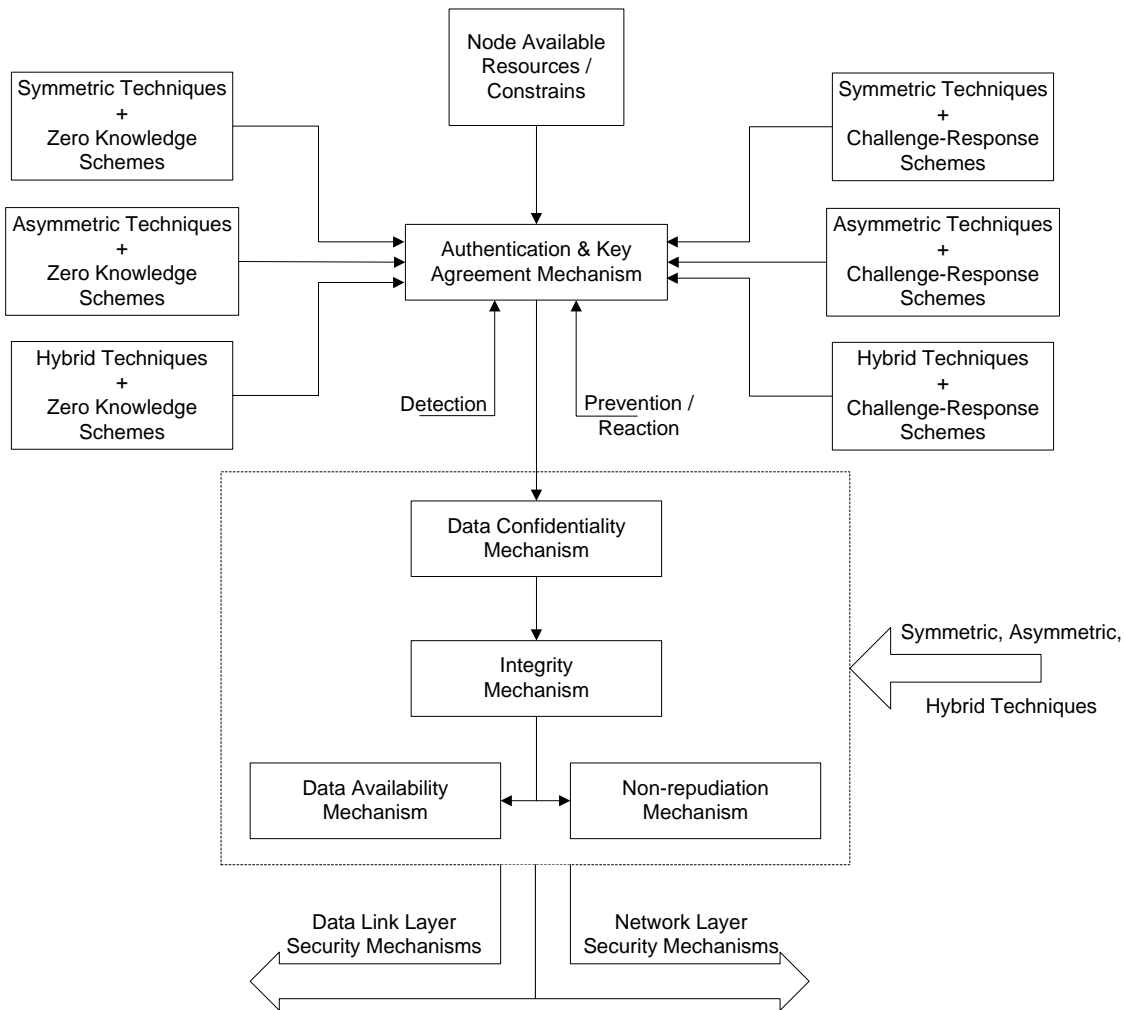 Node Available
Resources /
Constrains
Symmetric Techniques
+
Zero Knowledge
Schemes
Symmetric Techniques
+
Challenge-Response
Schemes
Asymmetric Techniques
+
Zero Knowledge
Schemes
Authentication & Key
Agreement Mechanism
Asymmetric Techniques
+
Challenge-Response
Schemes
Hybrid Techniques
+
Zero Knowledge
Schemes
Detection
Prevention /
Reaction
Hybrid Techniques
+
Challenge-Response
Schemes
Data Confidentiality
Mechanism
Integrity
Mechanism
Symmetric, Asymmetric,
Hybrid Techniques
Data Availability
Mechanism
Non-repudiation
Mechanism
Data Link Layer
Security Mechanisms
Network Layer
Security Mechanisms